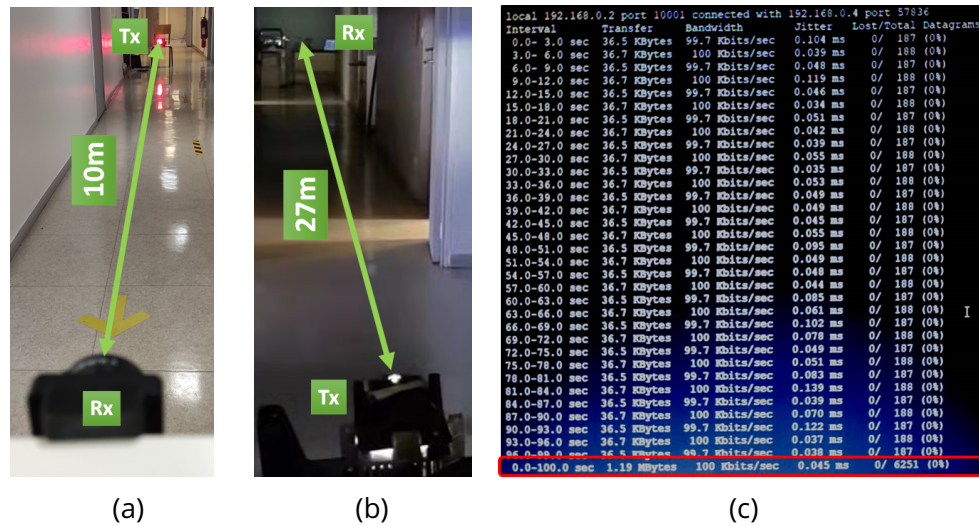 Tx
10m
Rx
(a)
Rx
27m
Tx
(b)
local 192.168.0.2 port 10001 connected with 192.168.0.4 port 57836
Interval Transfer Bandwidth Jitter Lost/Total Datagrams
0.0- 3.0 sec 36.5 KBytes 99.7 Kbits/sec 0.104 ms 0/ 187 (0%)
3.0- 6.0 sec 36.7 KBytes 100 Kbits/sec 0.039 ms 0/ 188 (0%)
6.0- 9.0 sec 36.5 KBytes 99.7 Kbits/sec 0.048 ms 0/ 187 (0%)
9.0-12.0 sec 36.7 KBytes 100 Kbits/sec 0.119 ms 0/ 188 (0%)
12.0-15.0 sec 36.5 KBytes 99.7 Kbits/sec 0.046 ms 0/ 187 (0%)
15.0-18.0 sec 36.7 KBytes 100 Kbits/sec 0.034 ms 0/ 188 (0%)
18.0-21.0 sec 36.5 KBytes 99.7 Kbits/sec 0.051 ms 0/ 187 (0%)
21.0-24.0 sec 36.7 KBytes 100 Kbits/sec 0.042 ms 0/ 188 (0%)
24.0-27.0 sec 36.5 KBytes 99.7 Kbits/sec 0.039 ms 0/ 187 (0%)
27.0-30.0 sec 36.7 KBytes 100 Kbits/sec 0.055 ms 0/ 188 (0%)
30.0-33.0 sec 36.5 KBytes 99.7 Kbits/sec 0.035 ms 0/ 187 (0%)
33.0-36.0 sec 36.7 KBytes 100 Kbits/sec 0.053 ms 0/ 188 (0%)
36.0-39.0 sec 36.5 KBytes 99.7 Kbits/sec 0.049 ms 0/ 187 (0%)
39.0-42.0 sec 36.7 KBytes 100 Kbits/sec 0.049 ms 0/ 188 (0%)
42.0-45.0 sec 36.5 KBytes 99.7 Kbits/sec 0.045 ms 0/ 187 (0%)
45.0-48.0 sec 36.7 KBytes 100 Kbits/sec 0.055 ms 0/ 188 (0%)
48.0-51.0 sec 36.5 KBytes 99.7 Kbits/sec 0.095 ms 0/ 187 (0%)
51.0-54.0 sec 36.7 KBytes 100 Kbits/sec 0.049 ms 0/ 188 (0%)
54.0-57.0 sec 36.5 KBytes 99.7 Kbits/sec 0.048 ms 0/ 187 (0%)
57.0-60.0 sec 36.7 KBytes 100 Kbits/sec 0.044 ms 0/ 188 (0%)
60.0-63.0 sec 36.5 KBytes 99.7 Kbits/sec 0.085 ms 0/ 187 (0%)
63.0-66.0 sec 36.7 KBytes 100 Kbits/sec 0.061 ms 0/ 188 (0%)
66.0-69.0 sec 36.5 KBytes 99.7 Kbits/sec 0.102 ms 0/ 187 (0%)
69.0-72.0 sec 36.7 KBytes 100 Kbits/sec 0.078 ms 0/ 188 (0%)
72.0-75.0 sec 36.5 KBytes 99.7 Kbits/sec 0.049 ms 0/ 187 (0%)
75.0-78.0 sec 36.7 KBytes 100 Kbits/sec 0.051 ms 0/ 188 (0%)
78.0-81.0 sec 36.5 KBytes 99.7 Kbits/sec 0.083 ms 0/ 187 (0%)
81.0-84.0 sec 36.7 KBytes 100 Kbits/sec 0.139 ms 0/ 188 (0%)
84.0-87.0 sec 36.5 KBytes 99.7 Kbits/sec 0.039 ms 0/ 187 (0%)
87.0-90.0 sec 36.7 KBytes 100 Kbits/sec 0.070 ms 0/ 188 (0%)
90.0-93.0 sec 36.5 KBytes 99.7 Kbits/sec 0.122 ms 0/ 187 (0%)
93.0-96.0 sec 36.7 KBytes 100 Kbits/sec 0.037 ms 0/ 188 (0%)
96.0-99.0 sec 36.5 KBytes 99.7 Kbits/sec 0.038 ms 0/ 187 (0%)
0.0-100.0 sec 1.19 MBytes 100 Kbits/sec 0.045 ms 0/ 6251 (0%)
(c)